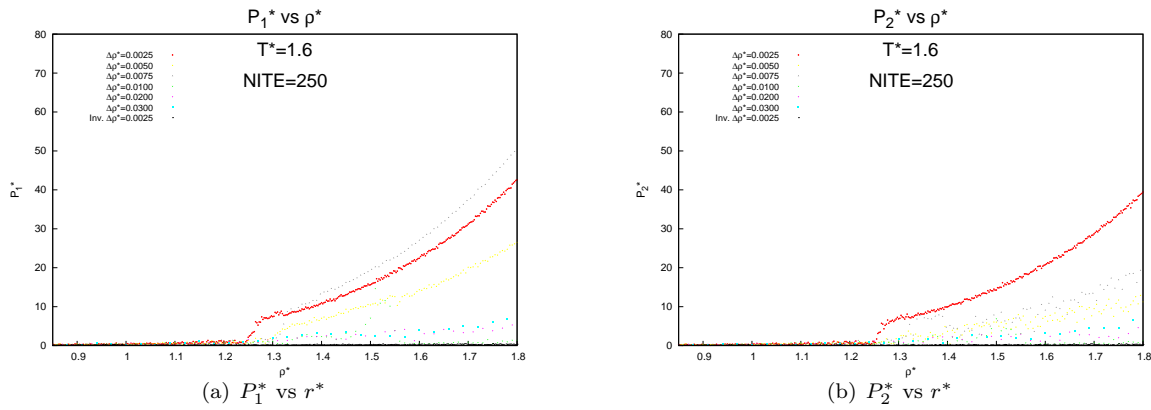 P₁* vs ρ*
T*=1.6
NITE=250
Δρ*=0.0025
Δρ*=0.0050
Δρ*=0.0075
Δρ*=0.0100
Δρ*=0.0200
Δρ*=0.0300
Inv. Δρ*=0.0025
80
70
60
50
40
30
20
10
0
P₁*
0.9 1 1.1 1.2 1.3 1.4 1.5 1.6 1.7 1.8
ρ*
(a) P₁* vs r*
P₂* vs ρ*
T*=1.6
NITE=250
Δρ*=0.0025
Δρ*=0.0050
Δρ*=0.0075
Δρ*=0.0100
Δρ*=0.0200
Δρ*=0.0300
Inv. Δρ*=0.0025
80
70
60
50
40
30
20
10
0
P₂*
0.9 1 1.1 1.2 1.3 1.4 1.5 1.6 1.7 1.8
ρ*
(b) P₂* vs r*